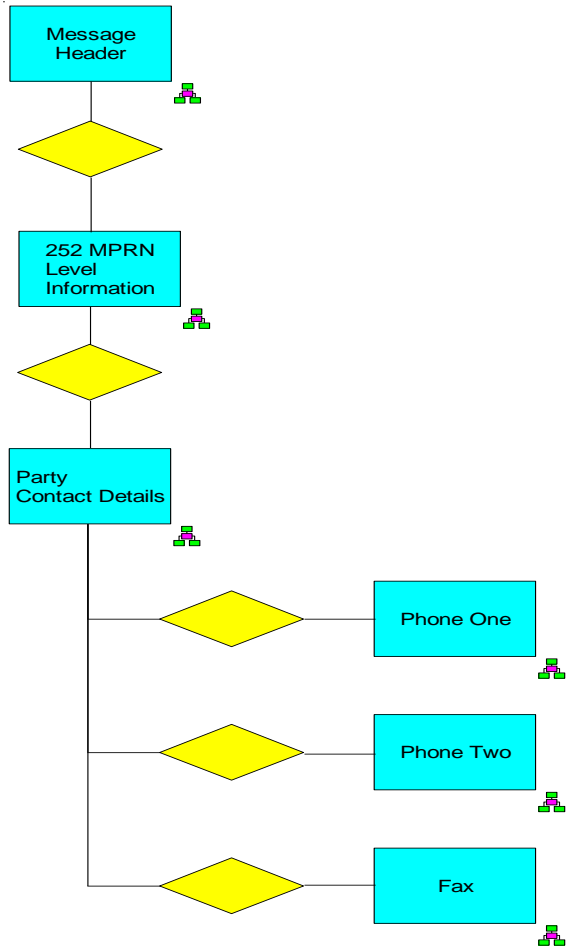 Message
Header
252 MPRN
Level
Information
Party
Contact Details
Phone One
Phone Two
Fax